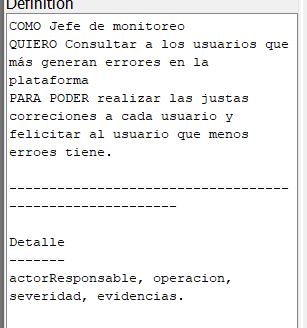 Definition
COMO Jefe de monitoreo
QUIERO Consultar a los usuarios que
más generan errores en la
plataforma
PARA PODER realizar las justas
correciones a cada usuario y
felicitar al usuario que menos
erroes tiene.
-----------------------------------
---------------------
Detalle
-------
actorResponsable, operacion,
severidad, evidencias.